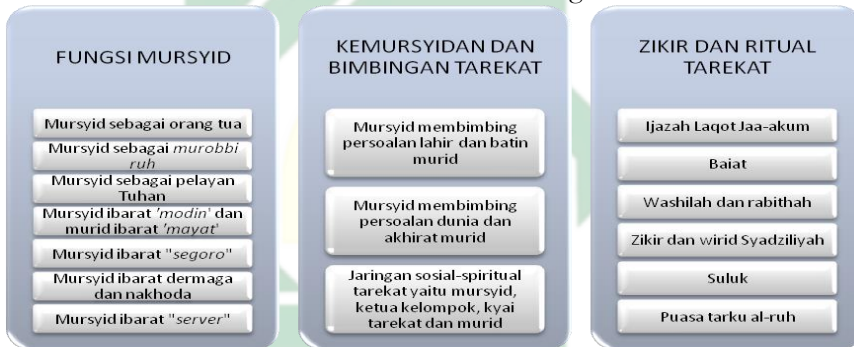 FUNGSI MURSYID
Mursyid sebagai orang tua
Mursyid sebagai murobbi
ruh
Mursyid sebagai pelayan
Tuhan
Mursyid ibarat 'modin' dan
murid ibarat 'mayat'
Mursyid ibarat "segoro"
Mursyid ibarat dermaga
dan nakhoda
Mursyid ibarat "server"
KEMURSYIDAN DAN
BIMBINGAN TAREKAT
Mursyid membimbing
persoalan lahir dan batin
murid
Mursyid membimbing
persoalan dunia dan
akhirat murid
Jaringan sosial-spiritual
tarekat yaitu mursyid,
ketua kelompok, kyai
tarekat dan murid
ZIKIR DAN RITUAL
TAREKAT
Ijazah Laqot Jaa-akum
Baiat
Washilah dan rabithah
Zikir dan wirid Syadziliyah
Suluk
Puasa tarku al-ruh